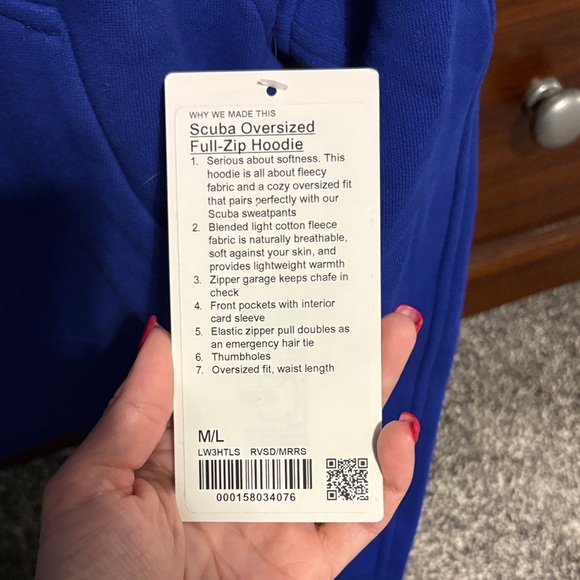 WHY WE MADE THIS
Scuba Oversized
Full-Zip Hoodie
1. Serious about softness. This
hoodie is all about fleecy
fabric and a cozy oversized fit
that pairs perfectly with our
Scuba sweatpants
2. Blended light cotton fleece
fabric is naturally breathable,
soft against your skin, and
provides lightweight warmth
3. Zipper garage keeps chafe in
check
4. Front pockets with interior
card sleeve
5. Elastic zipper pull doubles as
an emergency hair tie
6. Thumbholes
7. Oversized fit, waist length
M/L
LW3HTLS RVSD/MRRS
000158034076